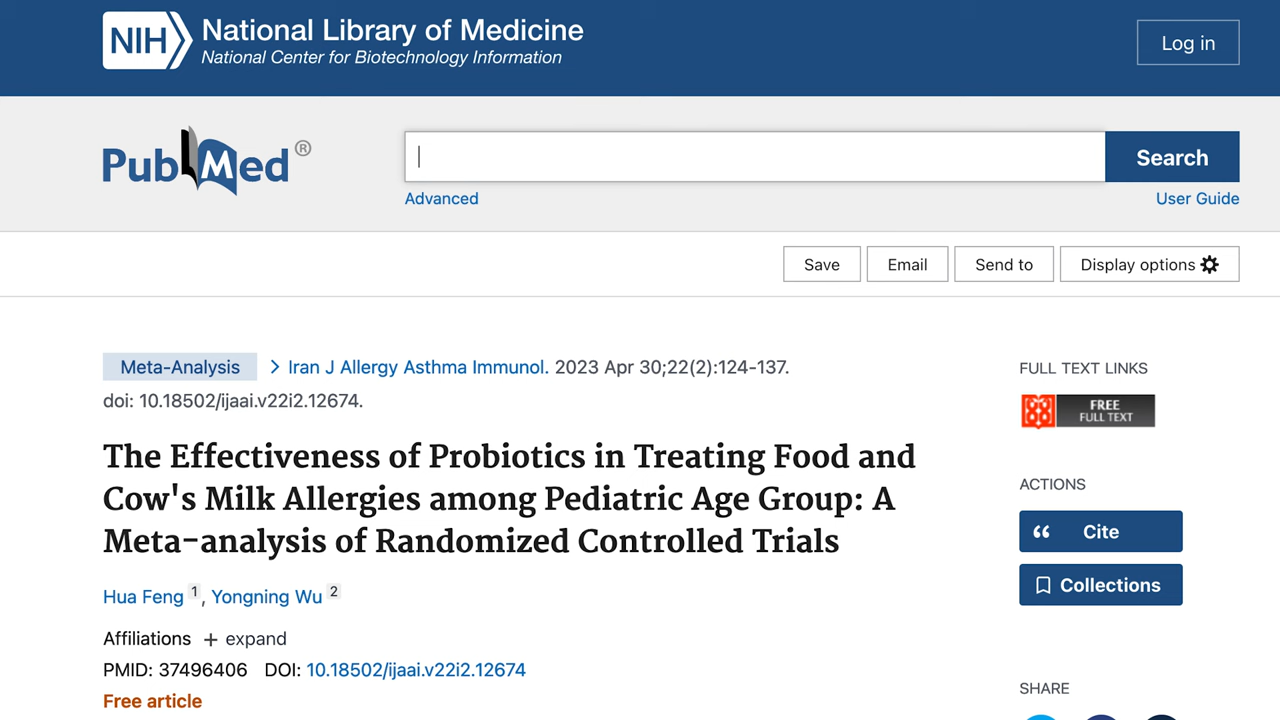 NIH National Library of Medicine
National Center for Biotechnology Information
Log in
PubMed®
Search
Advanced
User Guide
Save
Email
Send to
Display options
Meta-Analysis
Iran J Allergy Asthma Immunol. 2023 Apr 30;22(2):124-137.
doi: 10.18502/ijaai.v22i2.12674.
The Effectiveness of Probiotics in Treating Food and
Cow's Milk Allergies among Pediatric Age Group: A
Meta-analysis of Randomized Controlled Trials
Hua Feng 1, Yongning Wu 2
Affiliations + expand
PMID: 37496406 DOI: 10.18502/ijaai.v22i2.12674
Free article
FULL TEXT LINKS
FREE
FULL TEXT
ACTIONS
Cite
Collections
SHARE